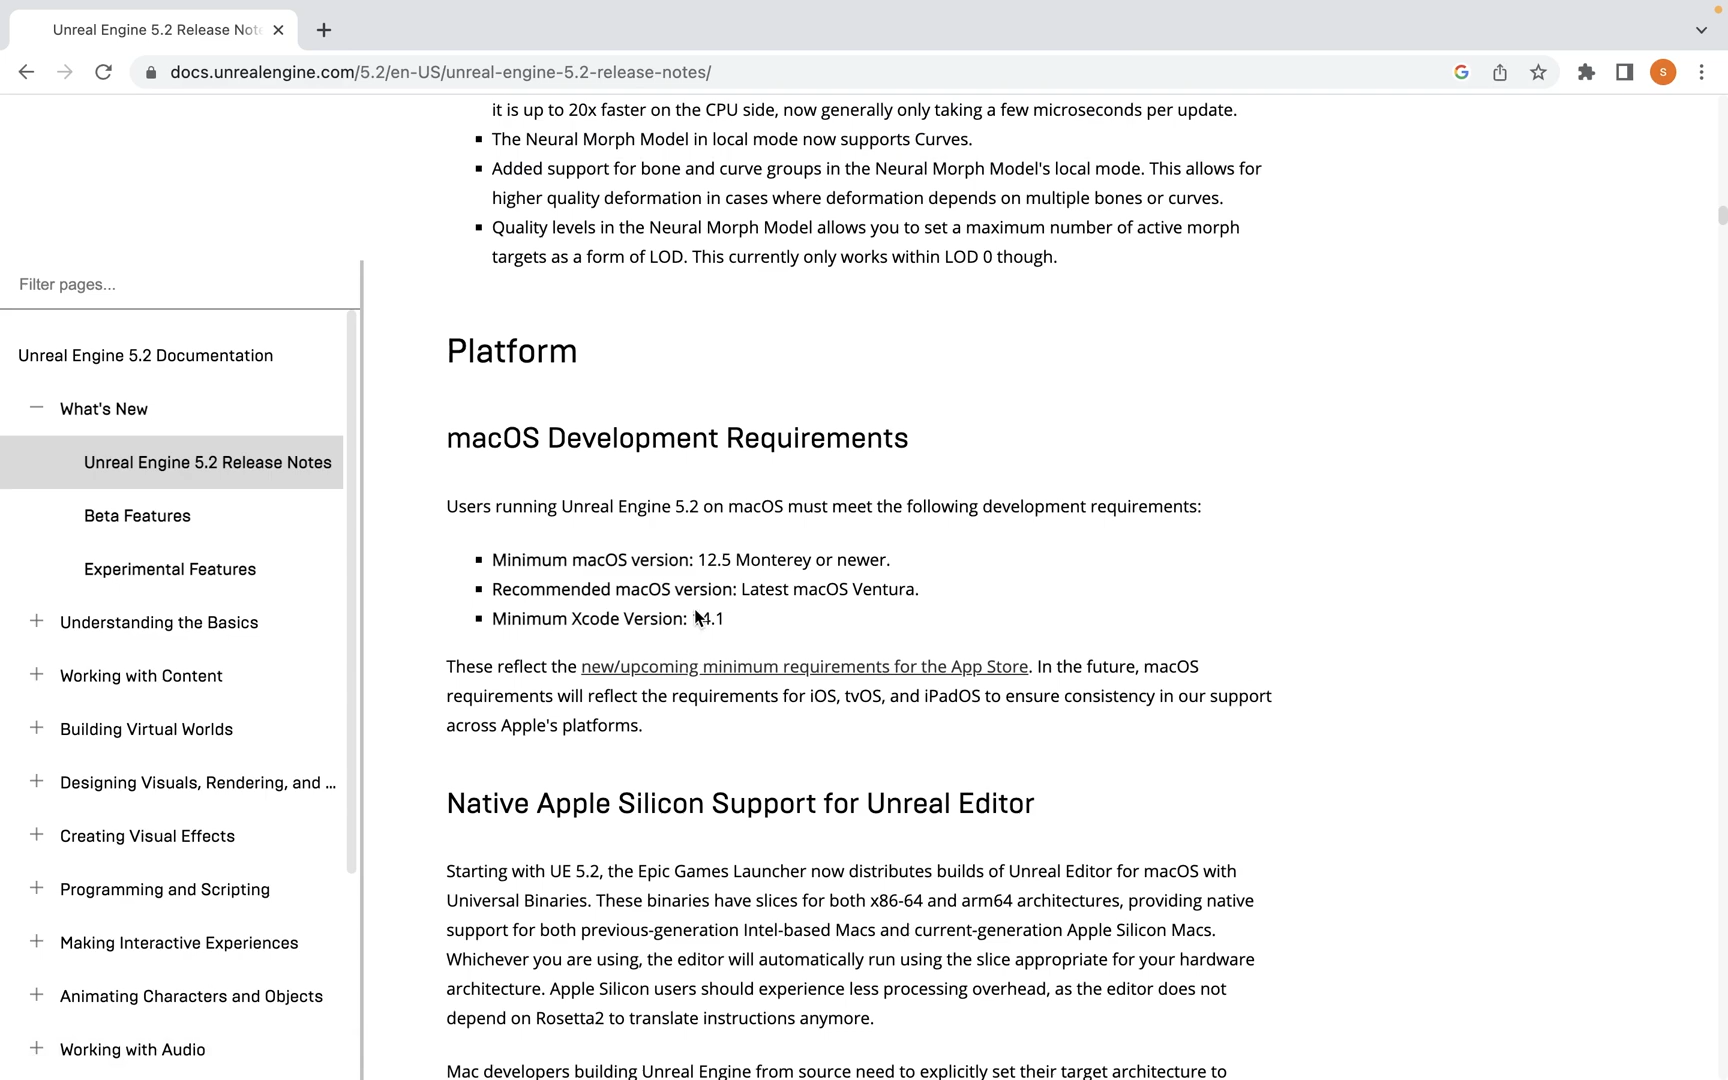 Unreal Engine 5.2 Release Not
docs.unrealengine.com/5.2/en-US/unreal-engine-5.2-release-notes/
S
it is up to 20x faster on the CPU side, now generally only taking a few microseconds per update.
The Neural Morph Model in local mode now supports Curves.
Added support for bone and curve groups in the Neural Morph Model's local mode. This allows for
higher quality deformation in cases where deformation depends on multiple bones or curves.
Quality levels in the Neural Morph Model allows you to set a maximum number of active morph
targets as a form of LOD. This currently only works within LOD 0 though.
Filter pages...
Unreal Engine 5.2 Documentation
What's New
Unreal Engine 5.2 Release Notes
Beta Features
Experimental Features
Understanding the Basics
Working with Content
Building Virtual Worlds
Designing Visuals, Rendering, and ...
Creating Visual Effects
Programming and Scripting
Making Interactive Experiences
Animating Characters and Objects
Working with Audio
Platform
macOS Development Requirements
Users running Unreal Engine 5.2 on macOS must meet the following development requirements:
Minimum macOS version: 12.5 Monterey or newer.
Recommended macOS version: Latest macOS Ventura.
Minimum Xcode Version:
These reflect the new/upcoming minimum requirements for the App Store. In the future, macOS
requirements will reflect the requirements for iOS, tvOS, and iPadOS to ensure consistency in our support
across Apple's platforms.
Native Apple Silicon Support for Unreal Editor
Starting with UE 5.2, the Epic Games Launcher now distributes builds of Unreal Editor for macOS with
Universal Binaries. These binaries have slices for both x86-64 and arm64 architectures, providing native
support for both previous-generation Intel-based Macs and current-generation Apple Silicon Macs.
Whichever you are using, the editor will automatically run using the slice appropriate for your hardware
architecture. Apple Silicon users should experience less processing overhead, as the editor does not
depend on Rosetta2 to translate instructions anymore.
Mac developers building Unreal Engine from source need to explicitly set their target architecture to